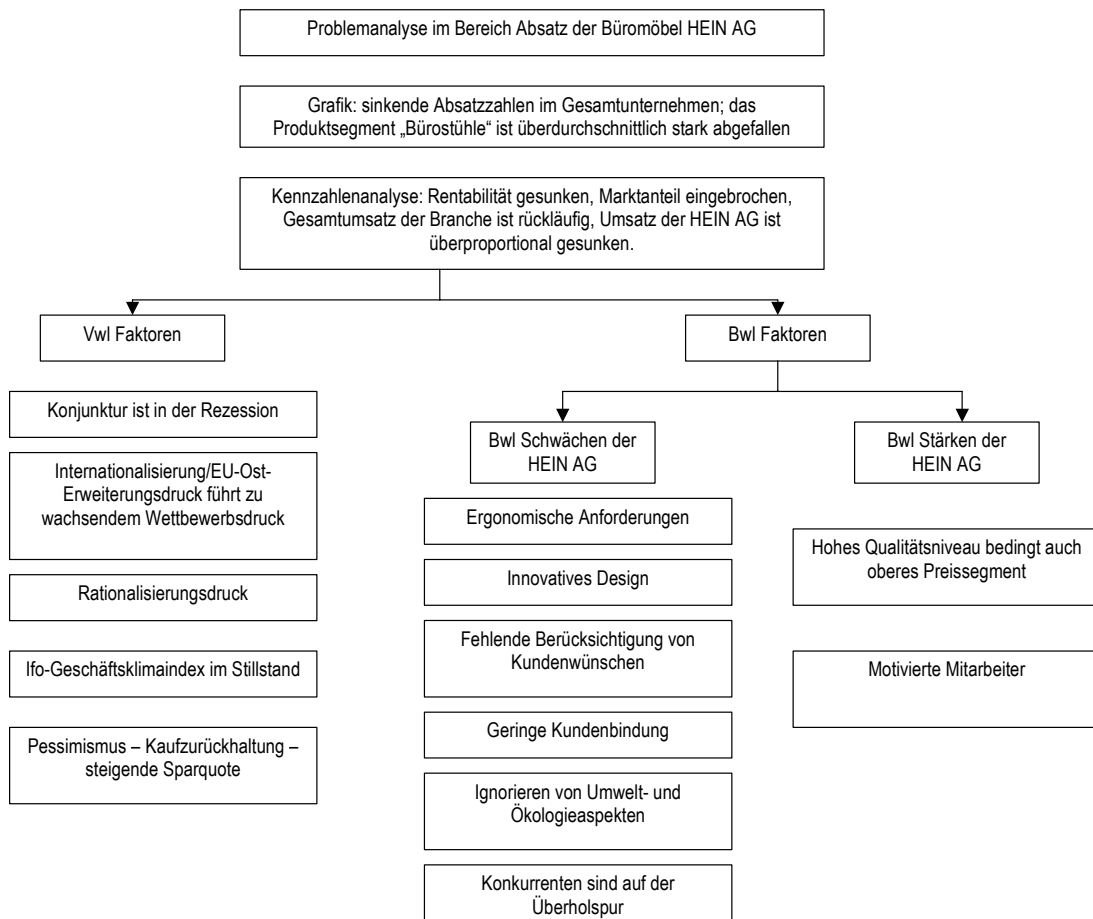 Problemanalyse im Bereich Absatz der Büromöbel HEIN AG
Grafik: sinkende Absatzzahlen im Gesamtunternehmen; das
Produktsegment „Bürostühle“ ist überdurchschnittlich stark abgefallen
Kennzahlenanalyse: Rentabilität gesunken, Marktanteil eingebrochen,
Gesamtumsatz der Branche ist rückläufig, Umsatz der HEIN AG ist
überproportional gesunken.
Vwl Faktoren
Bwl Faktoren
Konjunktur ist in der Rezession
Internationalisierung/EU-Ost-
Erweiterungsdruck führt zu
wachsendem Wettbewerbsdruck
Rationalisierungsdruck
Ifo-Geschäftsklimaindex im Stillstand
Pessimismus – Kaufzurückhaltung –
steigende Sparquote
Bwl Schwächen der
HEIN AG
Ergonomische Anforderungen
Innovatives Design
Fehlende Berücksichtigung von
Kundenwünschen
Geringe Kundenbindung
Ignorieren von Umwelt- und
Ökologieaspekten
Konkurrenten sind auf der
Überholspur
Bwl Stärken der
HEIN AG
Hohes Qualitätsniveau bedingt auch
oberes Preissegment
Motivierte Mitarbeiter